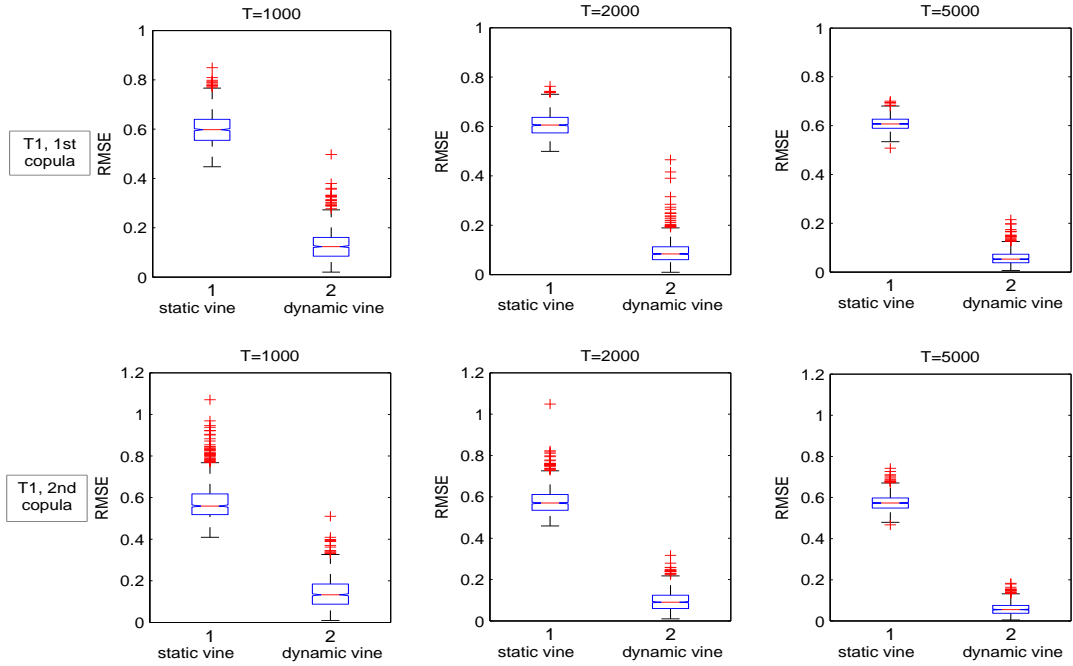 T=1000
T=2000
T=5000
T1, 1st
copula
RMSE
1
0.8
0.6
0.4
0.2
0
1
2
static vine
dynamic vine
RMSE
1
0.8
0.6
0.4
0.2
0
1
2
static vine
dynamic vine
RMSE
1
0.8
0.6
0.4
0.2
0
1
2
static vine
dynamic vine
T=1000
T=2000
T=5000
T1, 2nd
copula
RMSE
1.2
1
0.8
0.6
0.4
0.2
0
1
2
static vine
dynamic vine
RMSE
1.2
1
0.8
0.6
0.4
0.2
0
1
2
static vine
dynamic vine
RMSE
1.2
1
0.8
0.6
0.4
0.2
0
1
2
static vine
dynamic vine